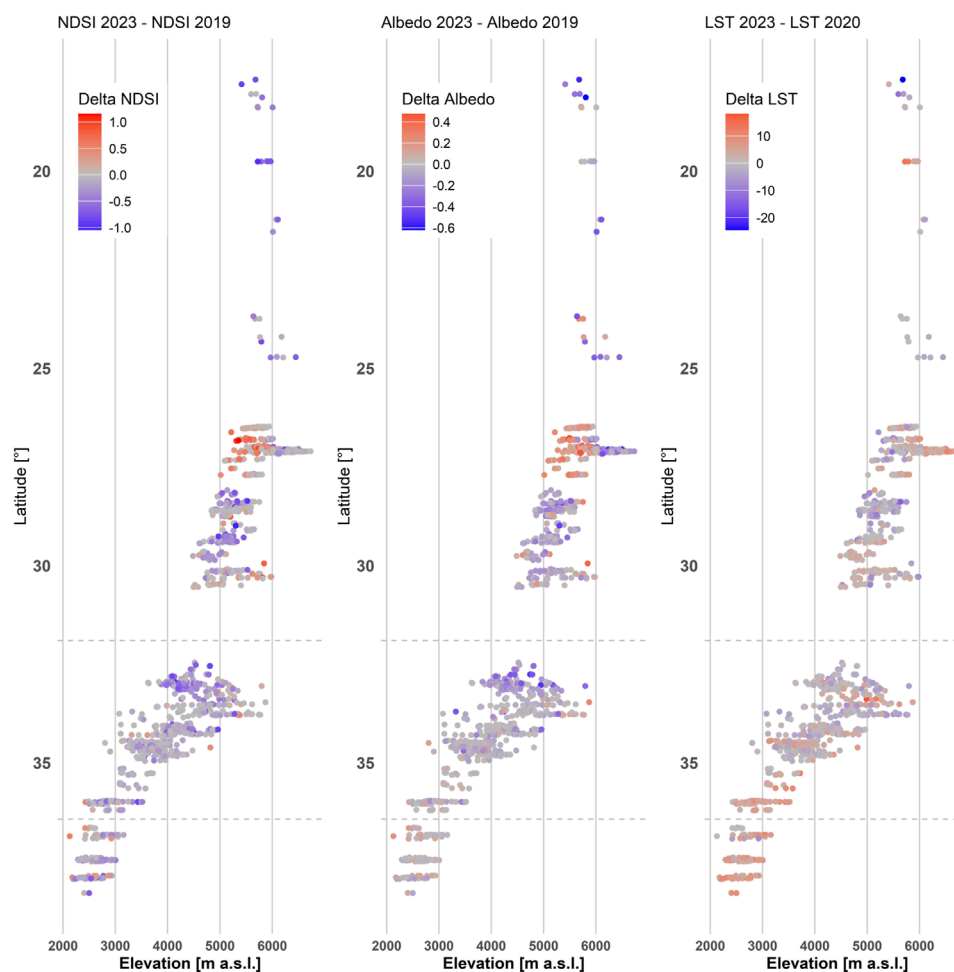 NDSI 2023 - NDSI 2019
Albedo 2023 - Albedo 2019
LST 2023 - LST 2020
Delta NDSI
1.0
0.5
0.0
-0.5
-1.0
Delta Albedo
0.4
0.2
0.0
-0.2
-0.4
-0.6
Delta LST
10
0
-10
-20
Latitude [°]
20
25
30
35
Latitude [°]
20
25
30
35
Latitude [°]
20
25
30
35
2000 3000 4000 5000 6000
Elevation [m a.s.l.]
2000 3000 4000 5000 6000
Elevation [m a.s.l.]
2000 3000 4000 5000 6000
Elevation [m a.s.l.]